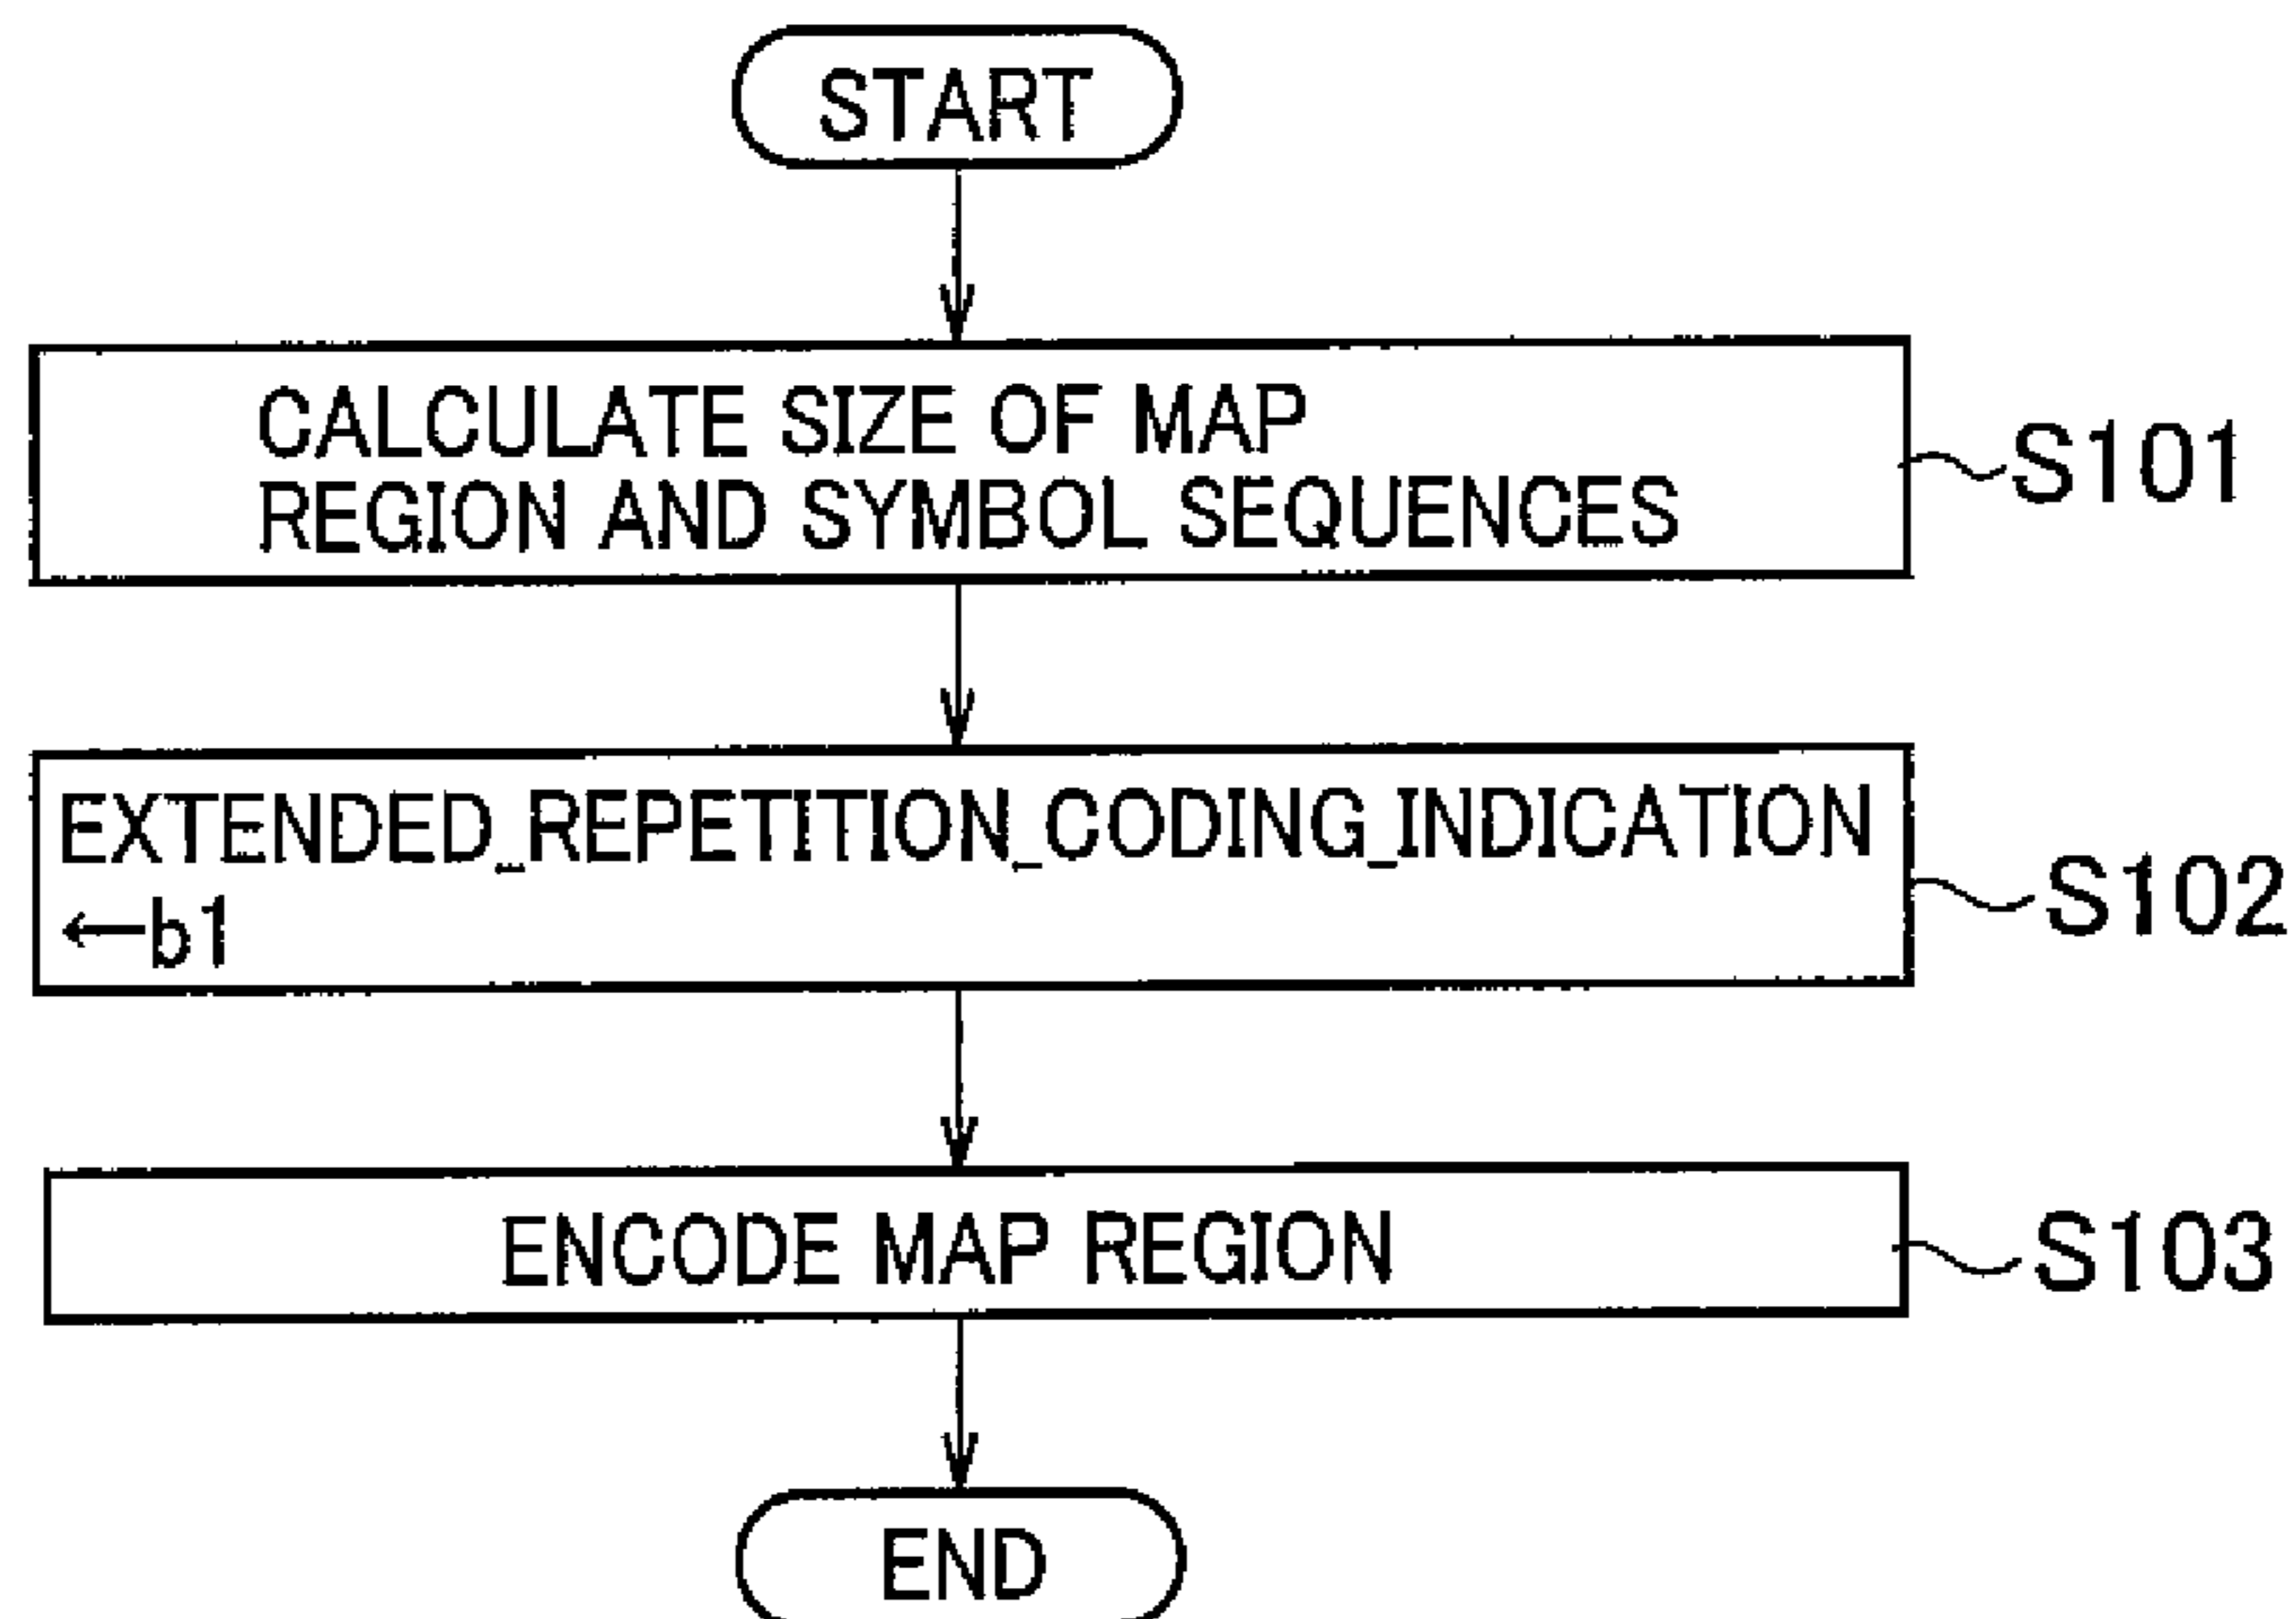 START
CALCULATE SIZE OF MAP
REGION AND SYMBOL SEQUENCES
S101
EXTENDED_REPETITION_CODING_INDICATION
←b1
S102
ENCODE MAP REGION
S103
END